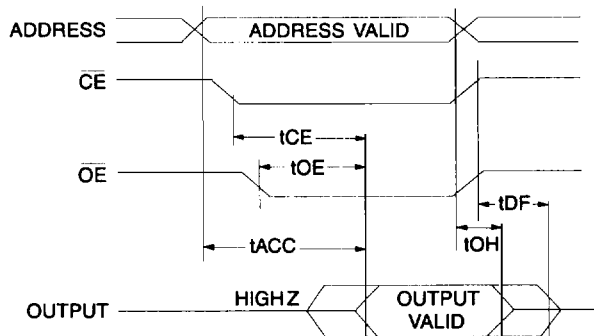 ADDRESS
ADDRESS VALID
CE
tCE
tOE
OE
tDF
tACC
tOH
OUTPUT
HIGH Z
OUTPUT
VALID